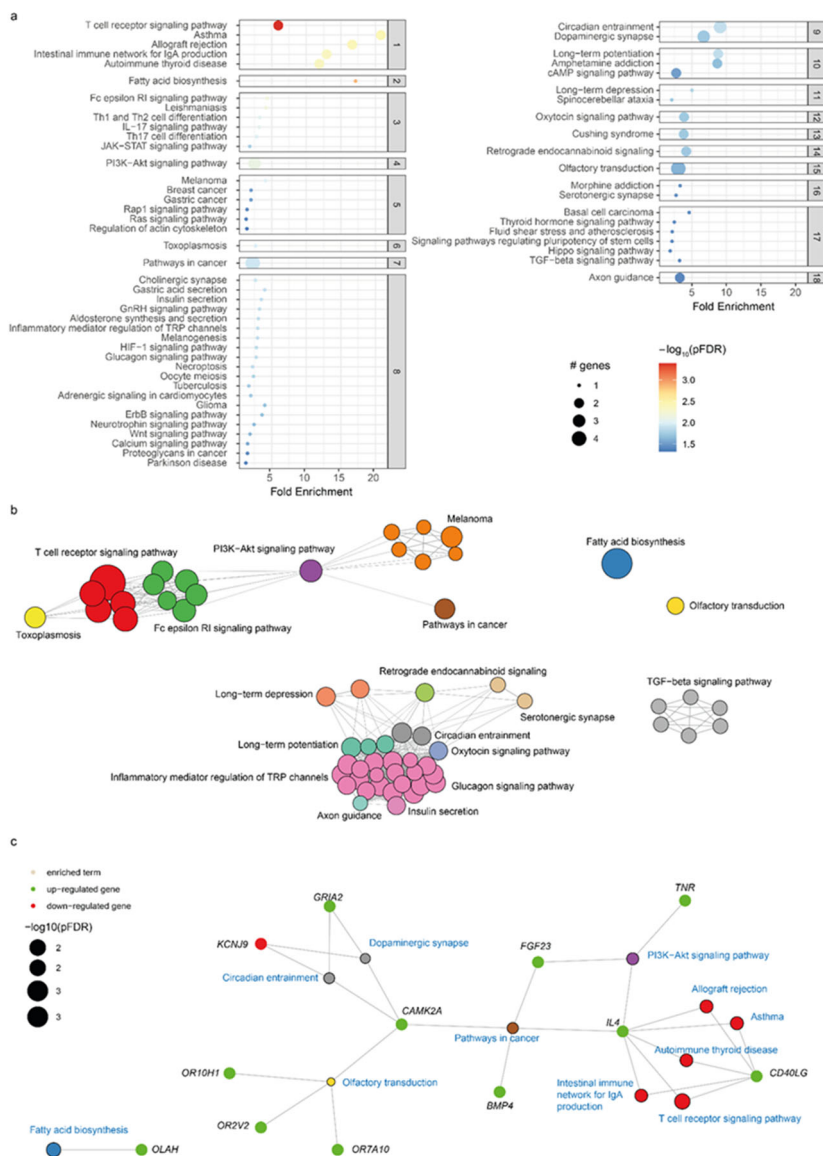 a
T cell receptor signaling pathway
Asthma
Allograft rejection
Intestinal immune network for IgA production
Autoimmune thyroid disease
1
Fatty acid biosynthesis
2
Fc epsilon RI signaling pathway
Leishmaniasis
Th1 and Th2 cell differentiation
IL-17 signaling pathway
Th17 cell differentiation
JAK-STAT signaling pathway
3
PI3K-Akt signaling pathway
4
Melanoma
Breast cancer
Gastric cancer
Rap1 signaling pathway
Ras signaling pathway
Regulation of actin cytoskeleton
5
Toxoplasmosis
6
Pathways in cancer
7
Cholinergic synapse
Gastric acid secretion
Insulin secretion
GnRH signaling pathway
Aldosterone synthesis and secretion
Inflammatory mediator regulation of TRP channels
Melanogenesis
HIF-1 signaling pathway
Glucagon signaling pathway
Necroptosis
Oocyte meiosis
Tuberculosis
Adrenergic signaling in cardiomyocytes
Glioma
ErbB signaling pathway
Neurotrophin signaling pathway
Wnt signaling pathway
Calcium signaling pathway
Proteoglycans in cancer
Parkinson disease
8
5 10 15 20
Fold Enrichment
Circadian entrainment
Dopaminergic synapse
9
Long-term potentiation
Amphetamine addiction
cAMP signaling pathway
10
Long-term depression
Spinocerebellar ataxia
11
Oxytocin signaling pathway
12
Cushing syndrome
13
Retrograde endocannabinoid signaling
14
Olfactory transduction
15
Morphine addiction
Serotonergic synapse
16
Basal cell carcinoma
Thyroid hormone signaling pathway
Fluid shear stress and atherosclerosis
Signaling pathways regulating pluripotency of stem cells
Hippo signaling pathway
TGF-beta signaling pathway
17
Axon guidance
18
5 10 15 20
Fold Enrichment
# genes
1
2
3
4
−log10(pFDR)
3.0
2.5
2.0
1.5
b
T cell receptor signaling pathway
PI3K-Akt signaling pathway
Melanoma
Fatty acid biosynthesis
Olfactory transduction
Toxoplasmosis
Fc epsilon RI signaling pathway
Pathways in cancer
Retrograde endocannabinoid signaling
TGF-beta signaling pathway
Long-term depression
Serotonergic synapse
Circadian entrainment
Long-term potentiation
Oxytocin signaling pathway
Inflammatory mediator regulation of TRP channels
Glucagon signaling pathway
Axon guidance
Insulin secretion
c
enriched term
up-regulated gene
down-regulated gene
−log10(pFDR)
2
2
3
3
GRIA2
TNR
KCNJ9
Dopaminergic synapse
FGF23
PI3K-Akt signaling pathway
Circadian entrainment
Allograft rejection
CAMK2A
IL4
Asthma
Pathways in cancer
Autoimmune thyroid disease
OR10H1
Olfactory transduction
CD40LG
Intestinal immune
network for IgA
production
BMP4
T cell receptor signaling pathway
OR2V2
Fatty acid biosynthesis
OLAH
OR7A10